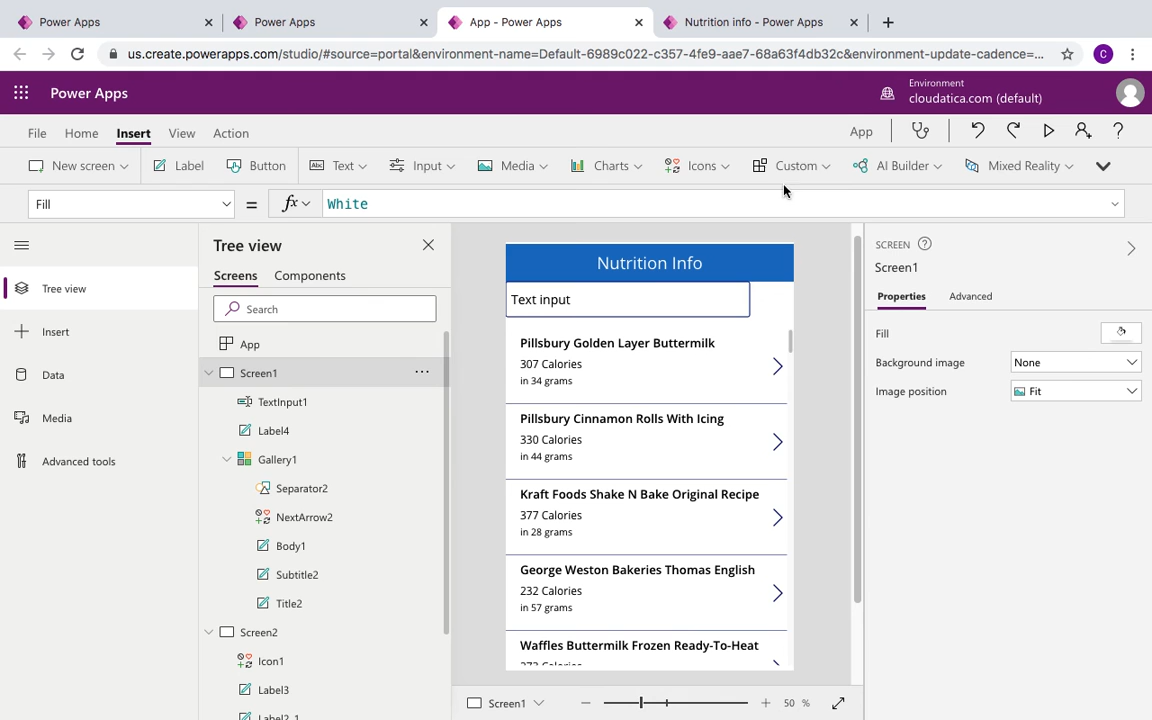 Power Apps
Power Apps
App - Power Apps
Nutrition info - Power Apps
us.create.powerapps.com/studio/#source=portal&environment-name=Default-6989c022-c357-4fe9-aae7-68a63f4db32c&environment-update-cadence=...
C
Power Apps
Environment
cloudatica.com (default)
File Home Insert View Action
App
New screen
Label
Button
Abc Text
Input
Media
Charts
Icons
Custom
AI Builder
Mixed Reality
Fill
= fx White
Tree view
Insert
Data
Media
Advanced tools
Tree view
Screens Components
Search
App
Screen1 ...
TextInput1
Label4
Gallery1
Separator2
NextArrow2
Body1
Subtitle2
Title2
Screen2
Icon1
Label3
Label2_1
Nutrition Info
Text input
Pillsbury Golden Layer Buttermilk
307 Calories
in 34 grams
Pillsbury Cinnamon Rolls With Icing
330 Calories
in 44 grams
Kraft Foods Shake N Bake Original Recipe
377 Calories
in 28 grams
George Weston Bakeries Thomas English
232 Calories
in 57 grams
Waffles Buttermilk Frozen Ready-To-Heat
273 Calories
Screen1
50 %
SCREEN
Screen1
Properties Advanced
Fill
Background image None
Image position Fit